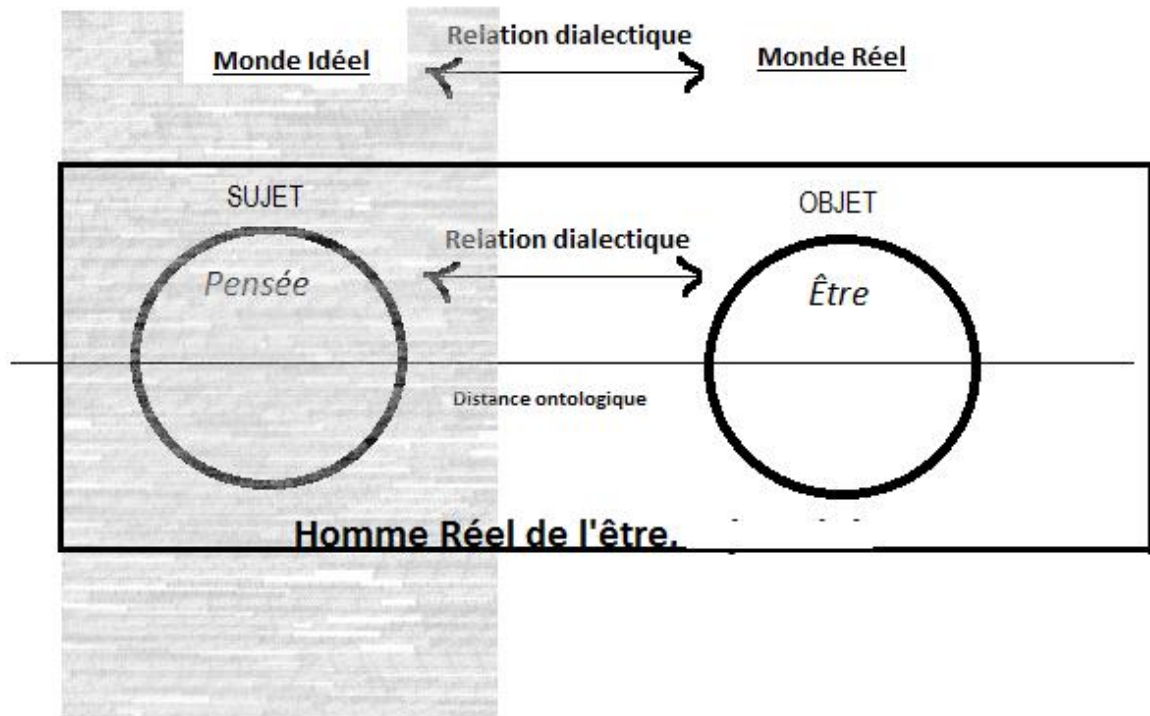 Relation dialectique
Monde Idéel
Monde Réel
SUJET
OBJET
Relation dialectique
Pensée
Être
Distance ontologique
Homme Réel de l'être.